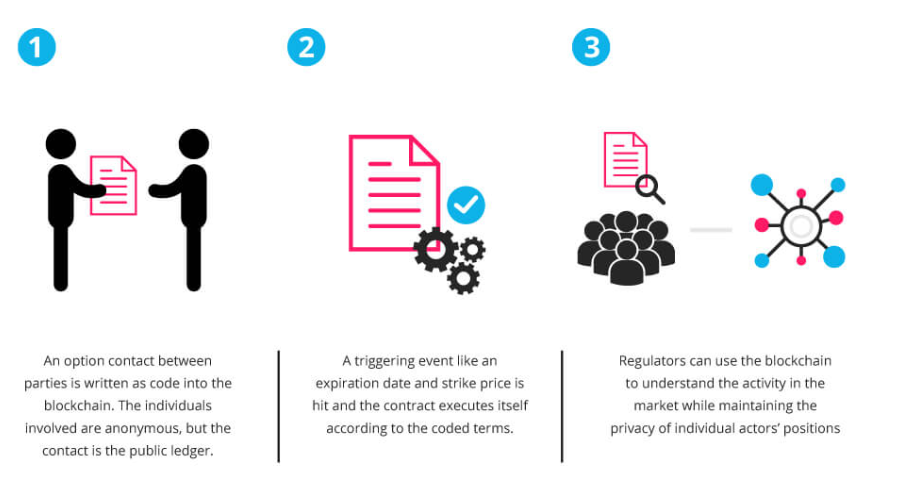 1
2
3
An option contact between
parties is written as code into the
blockchain. The individuals
involved are anonymous, but the
contact is the public ledger.
A triggering event like an
expiration date and strike price is
hit and the contract executes itself
according to the coded terms.
Regulators can use the blockchain
to understand the activity in the
market while maintaining the
privacy of individual actors' positions